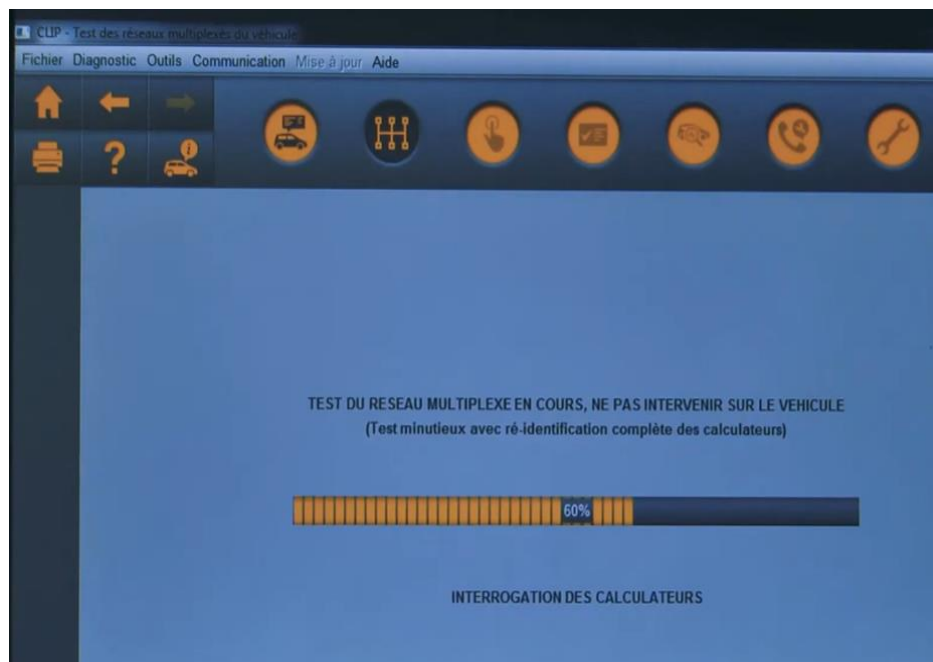 CLIP - Test des réseaux multiplexés du véhicule
Fichier Diagnostic Outils Communication Mise à jour Aide
TEST DU RESEAU MULTIPLEXE EN COURS, NE PAS INTERVENIR SUR LE VEHICULE
(Test minutieux avec ré-identification complète des calculateurs)
60%
INTERROGATION DES CALCULATEURS